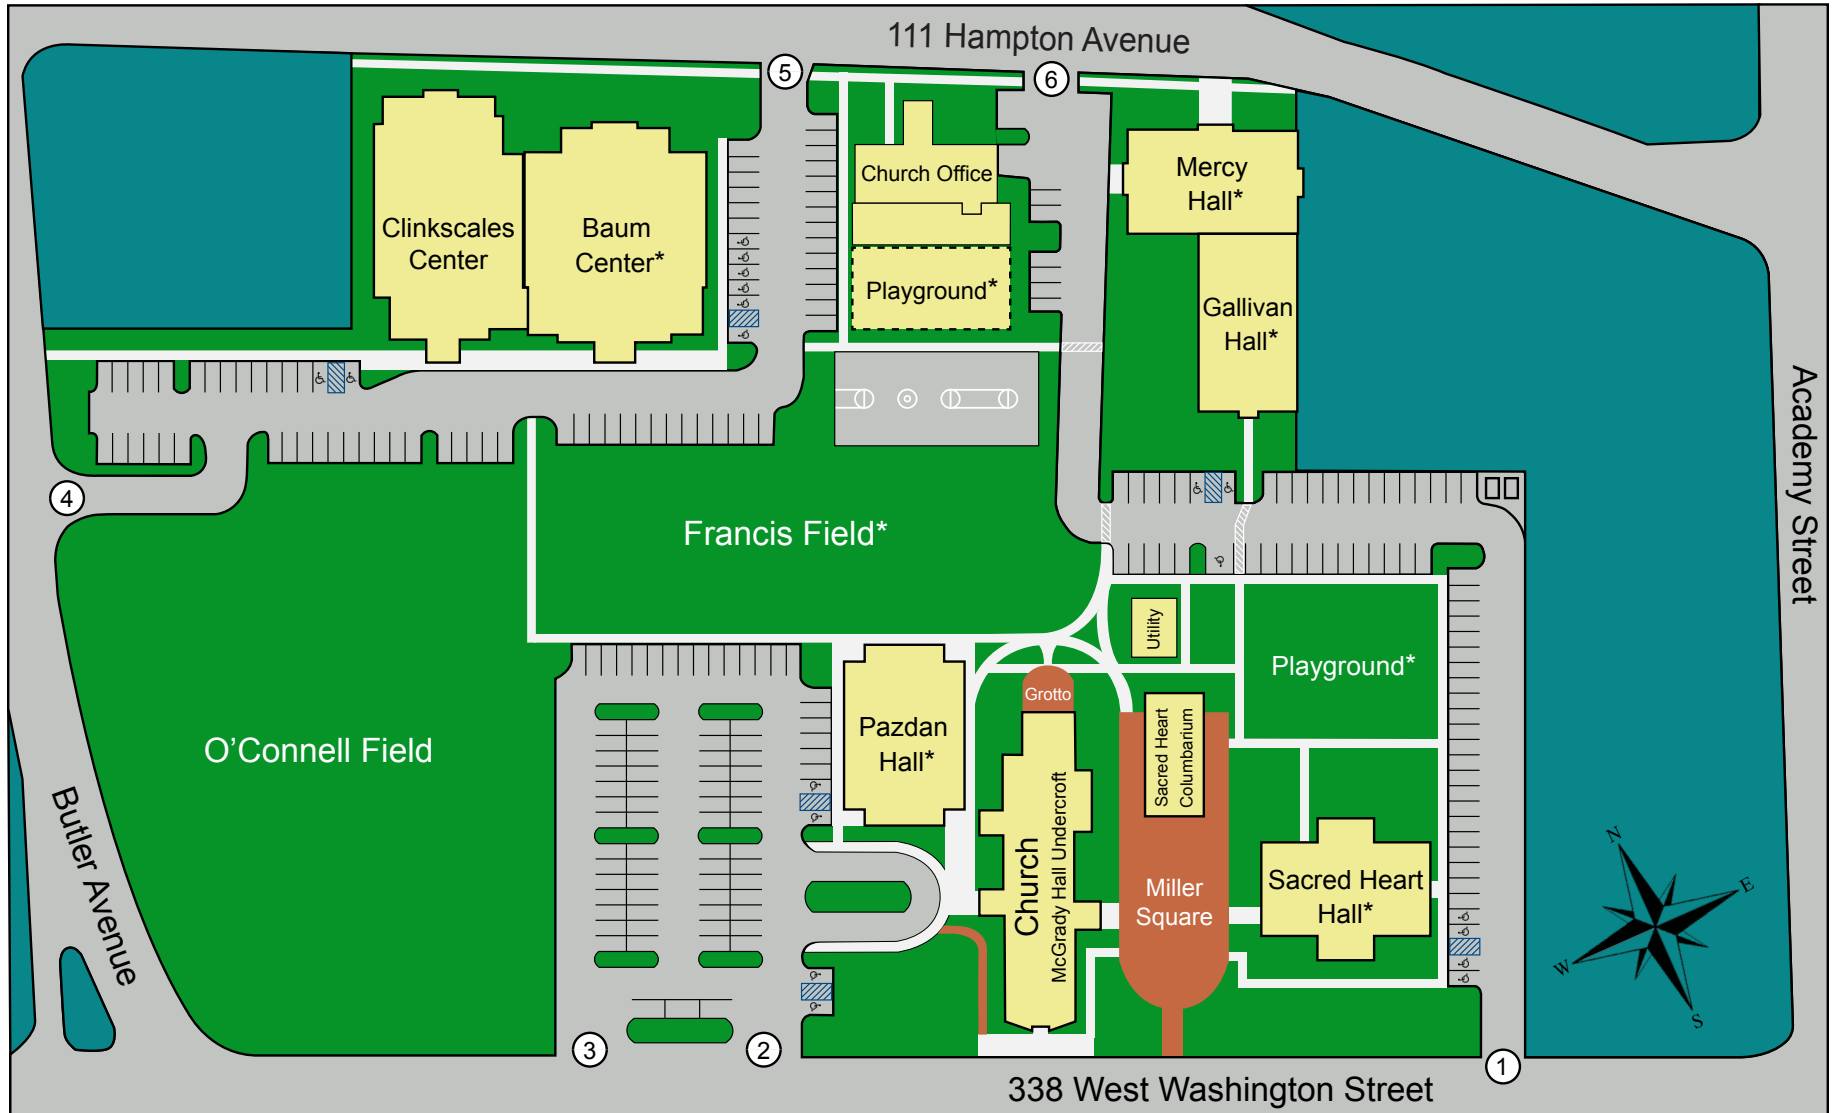 111 Hampton Avenue
5
6
Church Office
Mercy
Hall*
Clinkscales
Center
Baum
Center*
Playground*
Gallivan
Hall*
Academy Street
4
Francis Field*
Utility
Playground*
Grotto
O'Connell Field
Pazdan
Hall*
Sacred Heart
Columbarium
Butler Avenue
Church
McGrady Hall Undercroft
Miller
Square
Sacred Heart
Hall*
N
E
W
S
3
2
1
338 West Washington Street